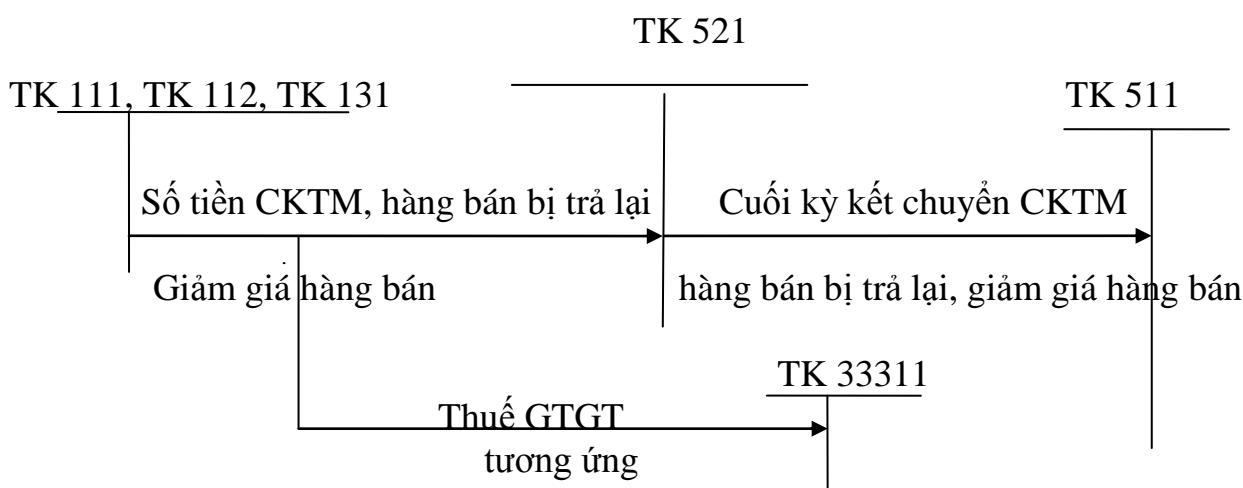 TK 521
TK 111, TK 112, TK 131
TK 511
Số tiền CKTM, hàng bán bị trả lại
Cuối kỳ kết chuyển CKTM
Giảm giá hàng bán
hàng bán bị trả lại, giảm giá hàng bán
TK 33311
Thuế GTGT
tương ứng